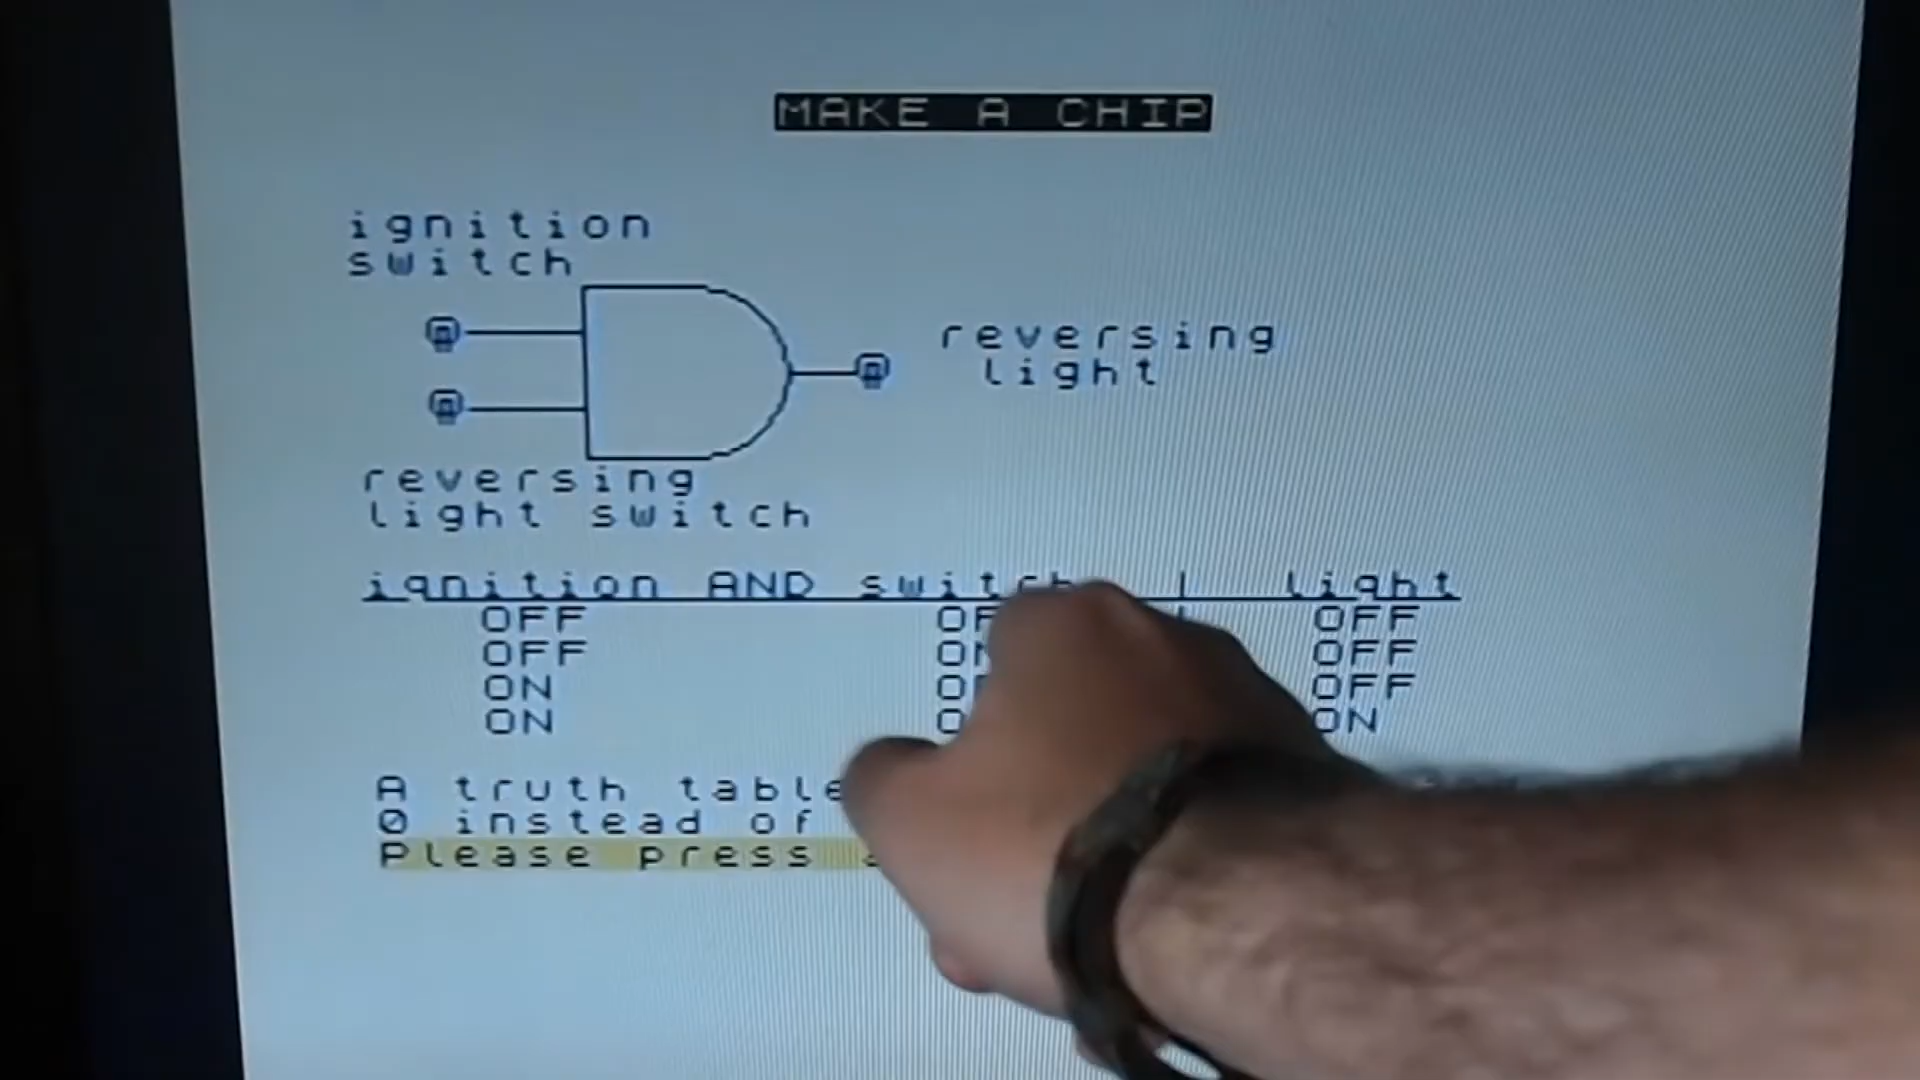 MAKE A CHIP
ignition
switch
reversing
light
reversing
light switch
ignition AND switch | light
OFF OFF
OFF OFF
ON OFF
ON ON
A truth table
0 instead of
Please press